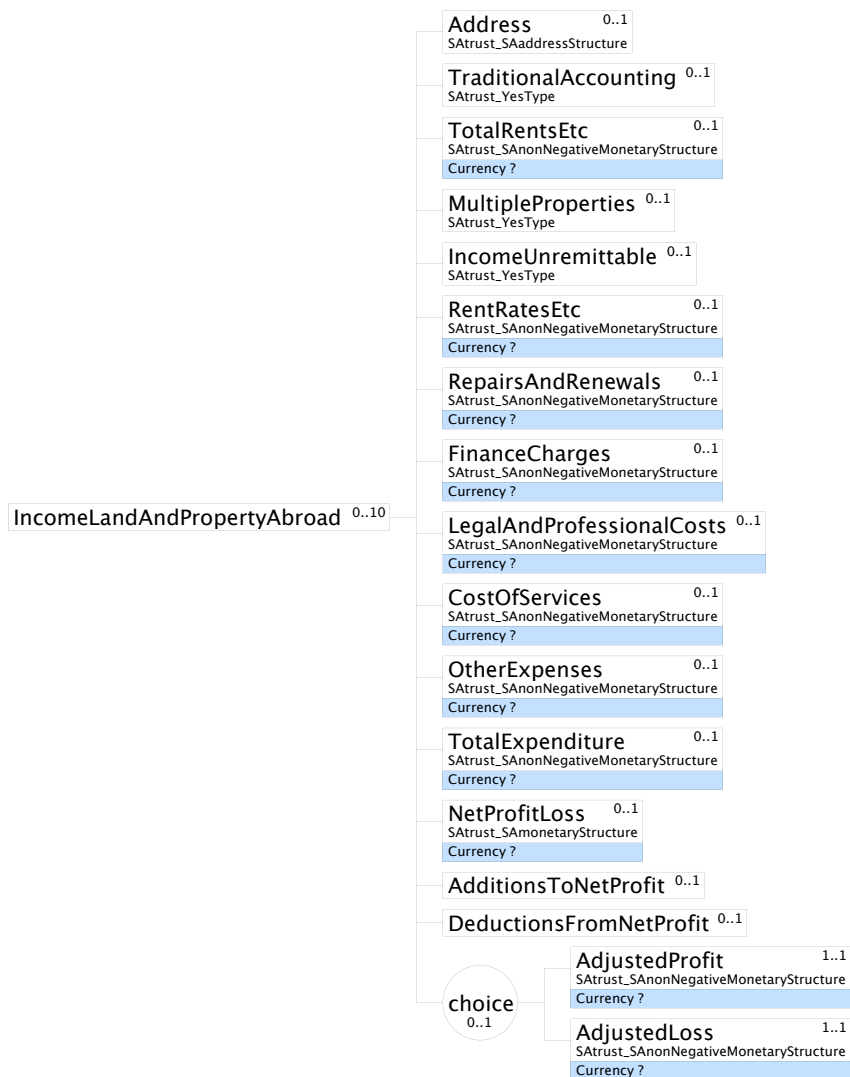 Address 0..1
SAtrust_SAaddressStructure
TraditionalAccounting 0..1
SAtrust_YesType
TotalRentsEtc 0..1
SAtrust_SAnonNegativeMonetaryStructure
Currency ?
MultipleProperties 0..1
SAtrust_YesType
IncomeUnremittable 0..1
SAtrust_YesType
RentRatesEtc 0..1
SAtrust_SAnonNegativeMonetaryStructure
Currency ?
RepairsAndRenewals 0..1
SAtrust_SAnonNegativeMonetaryStructure
Currency ?
FinanceCharges 0..1
SAtrust_SAnonNegativeMonetaryStructure
Currency ?
IncomeLandAndPropertyAbroad 0..10
LegalAndProfessionalCosts 0..1
SAtrust_SAnonNegativeMonetaryStructure
Currency ?
CostOfServices 0..1
SAtrust_SAnonNegativeMonetaryStructure
Currency ?
OtherExpenses 0..1
SAtrust_SAnonNegativeMonetaryStructure
Currency ?
TotalExpenditure 0..1
SAtrust_SAnonNegativeMonetaryStructure
Currency ?
NetProfitLoss 0..1
SAtrust_SAmonetaryStructure
Currency ?
AdditionsToNetProfit 0..1
DeductionsFromNetProfit 0..1
choice
0..1
AdjustedProfit 1..1
SAtrust_SAnonNegativeMonetaryStructure
Currency ?
AdjustedLoss 1..1
SAtrust_SAnonNegativeMonetaryStructure
Currency ?